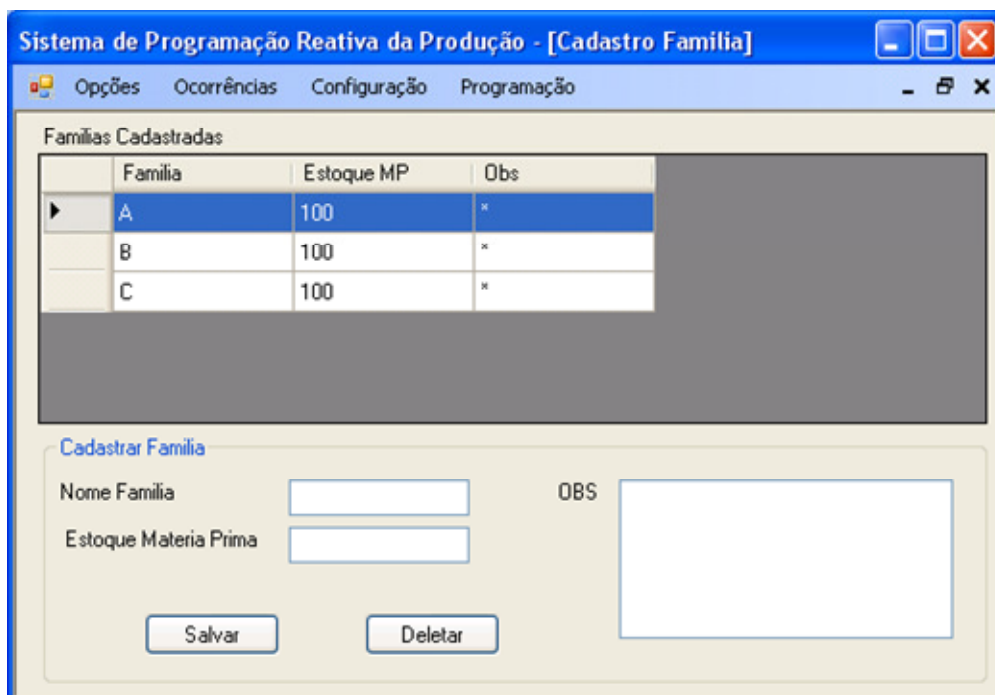 Sistema de Programação Reativa da Produção - [Cadastro Familia]
Opções Ocorrências Configuração Programação
Familias Cadastradas
Familia Estoque MP Obs
A 100 *
B 100 *
C 100 *
Cadastrar Familia
Nome Familia OBS
Estoque Materia Prima
Salvar Deletar